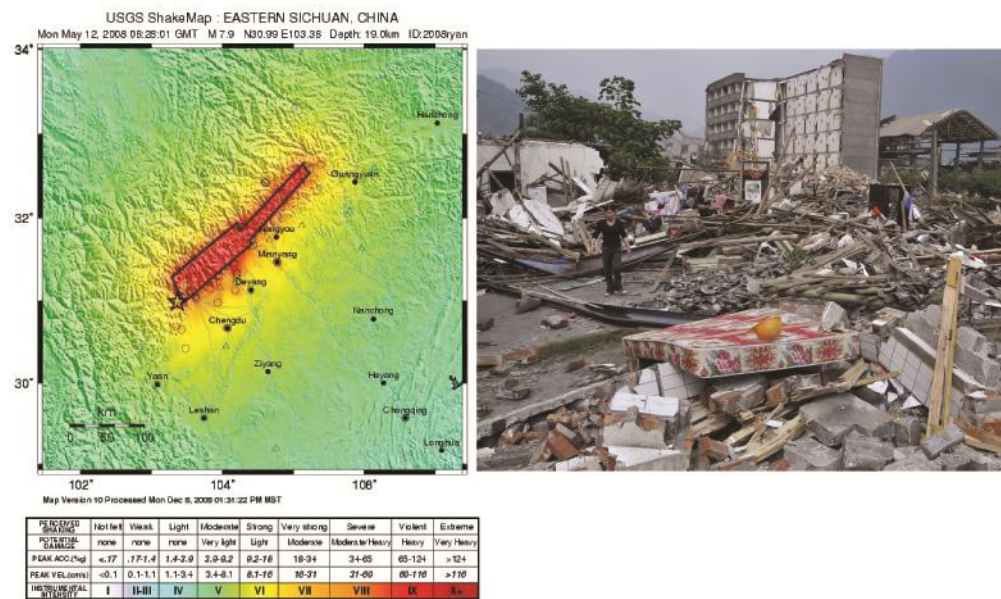 USGS ShakeMap : EASTERN SICHUAN, CHINA
Mon May 12, 2008 06:28:01 GMT M 7.9 N30.99 E103.36 Depth: 19.0km ID:2008ryan
34°
Hanzhong
Guangyuan
32°
Jiangyou
Mianyang
Deyang
Nanchong
Chengdu
Ziyang
30°
Yaan
Heyang
Leshan
Chongqing
km
0 50 100
Longhua
102° 104° 106°
Map Version 10 Processed Mon Dec 8, 2008 01:31:22 PM MST
PERCEIVED SHAKING Not felt Weak Light Moderate Strong Very strong Severe Violent Extreme
POTENTIAL DAMAGE none none none Very light Light Moderate Moderate/Heavy Heavy Very Heavy
PEAK ACC.(%g) <.17 .17-1.4 1.4-3.9 3.9-9.2 9.2-18 18-34 34-65 65-124 >124
PEAK VEL.(cm/s) <0.1 0.1-1.1 1.1-3.4 3.4-8.1 8.1-16 16-31 31-60 60-116 >116
INSTRUMENTAL INTENSITY I II-III IV V VI VII VIII IX X+